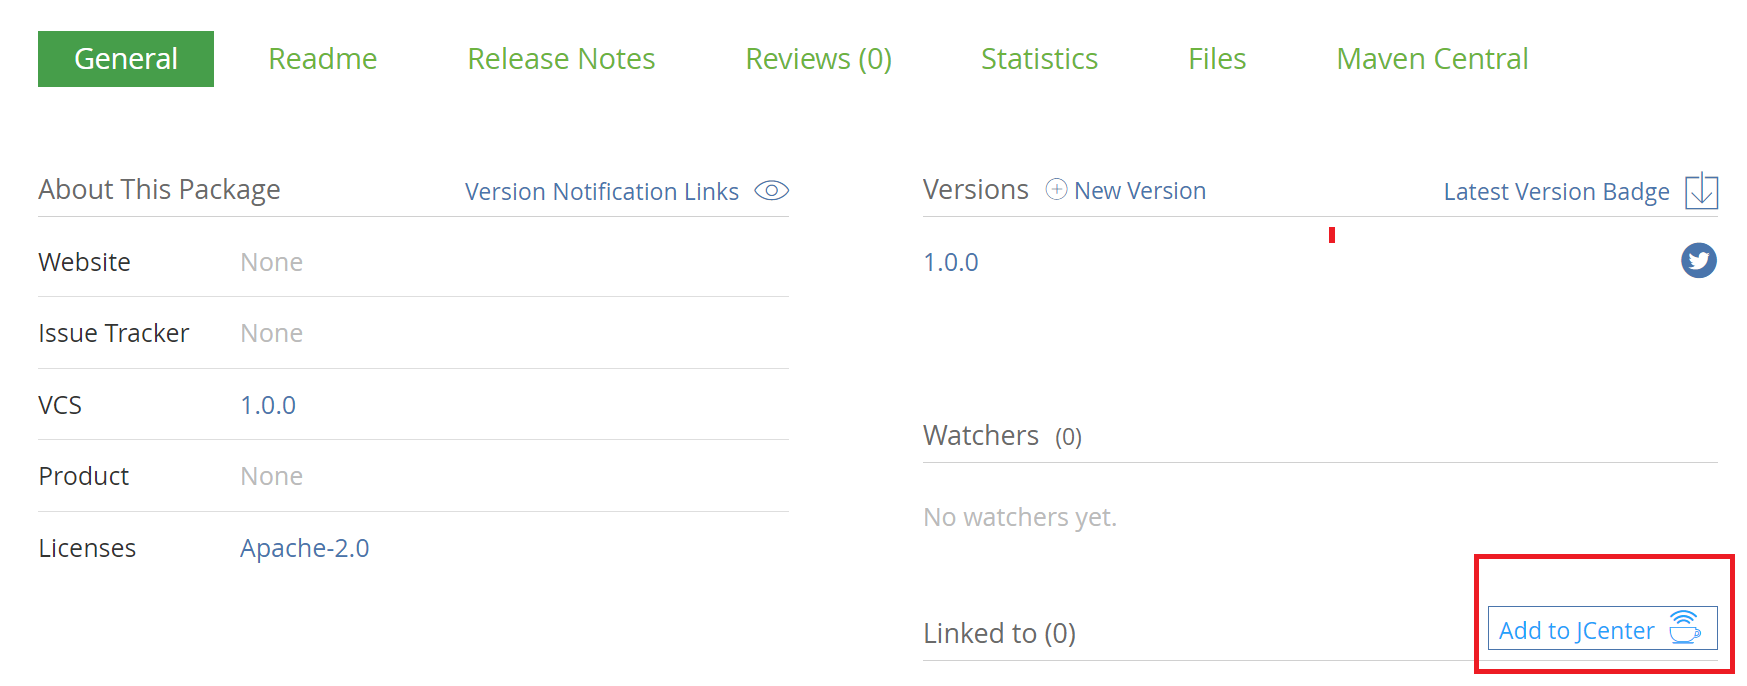 General Readme Release Notes Reviews (0) Statistics Files Maven Central
About This Package Version Notification Links
Website None
Issue Tracker None
VCS 1.0.0
Product None
Licenses Apache-2.0
Versions New Version Latest Version Badge
1.0.0
Watchers (0)
No watchers yet.
Linked to (0) Add to JCenter